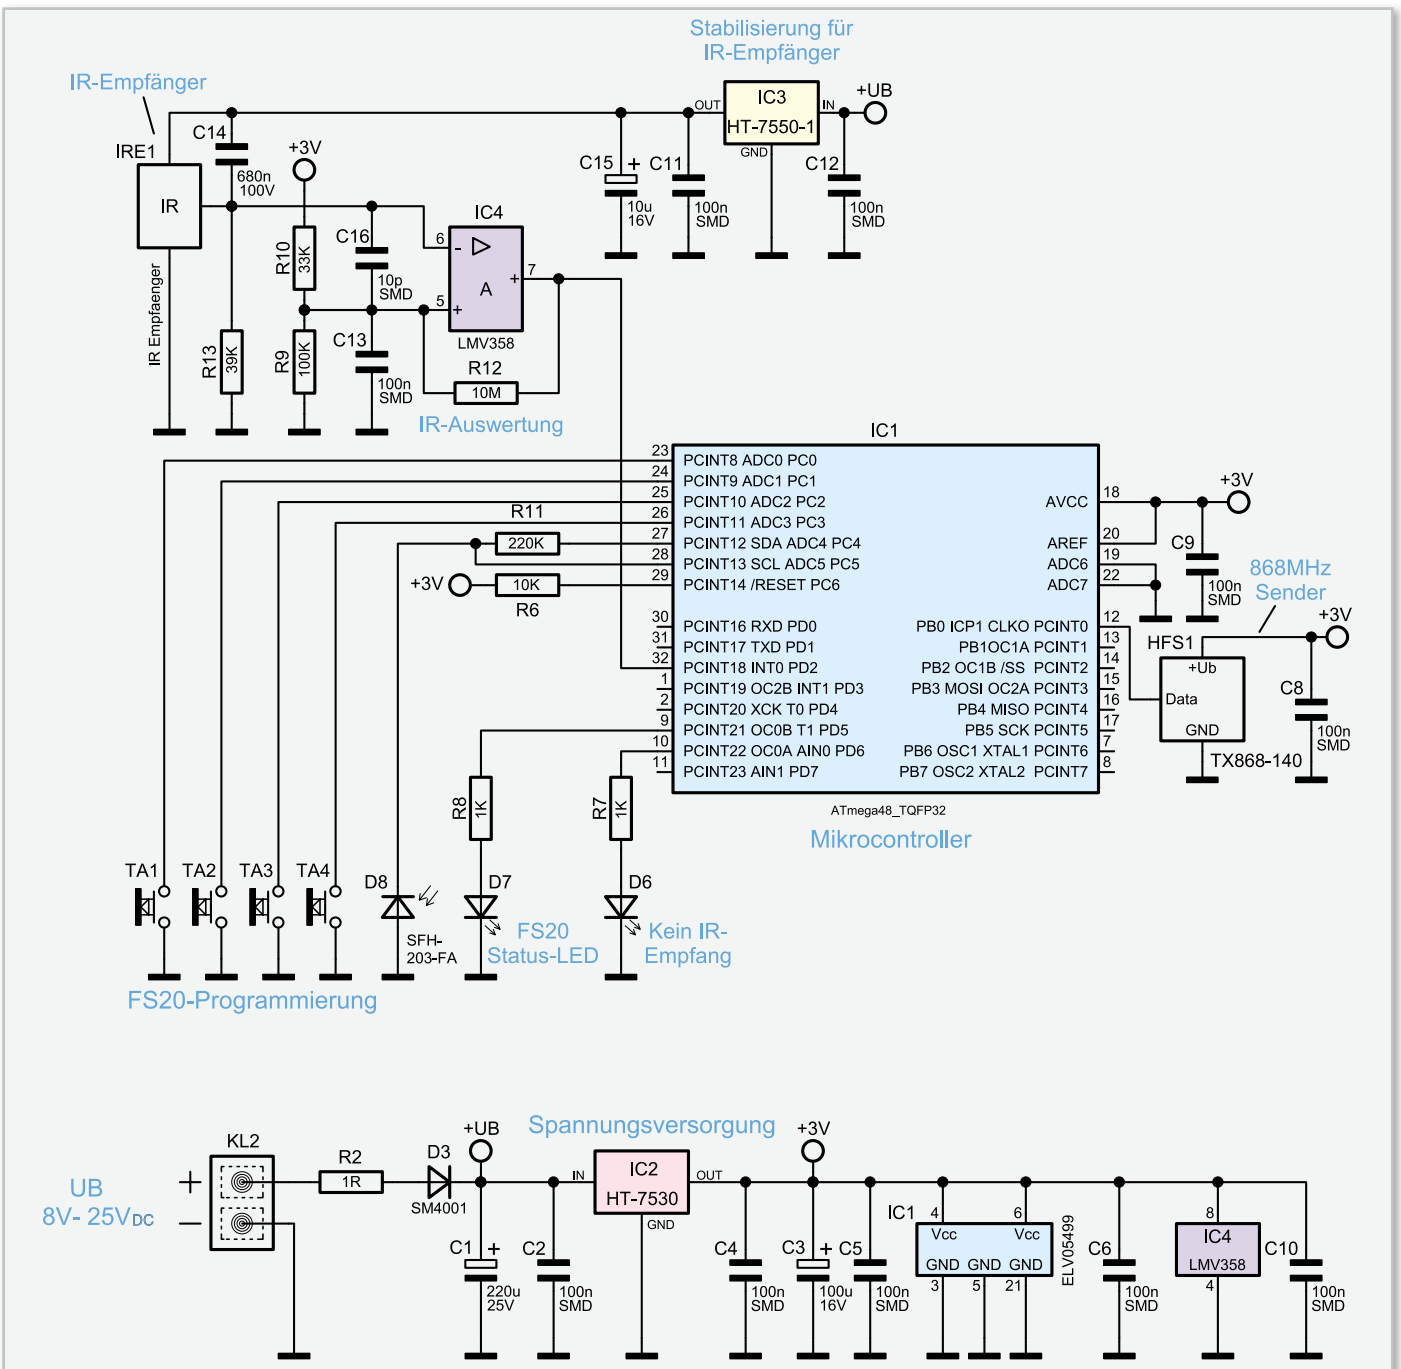 Stabilisierung für
IR-Empfänger
IR-Empfänger
IC3
HT-7550-1
OUT
IN
GND
+UB
C14
680n
100V
IRE1
IR
IR Empfaenger
+3V
C15
+
10u
16V
C11
100n
SMD
C12
100n
SMD
R10
33K
C16
10p
SMD
IC4
6
-
7
+
A
5
+
LMV358
R13
39K
R9
100K
C13
100n
SMD
R12
10M
IR-Auswertung
IC1
23
PCINT8 ADC0 PC0
24
PCINT9 ADC1 PC1
25
PCINT10 ADC2 PC2
26
PCINT11 ADC3 PC3
27
PCINT12 SDA ADC4 PC4
28
PCINT13 SCL ADC5 PC5
29
PCINT14 /RESET PC6
30
PCINT16 RXD PD0
31
PCINT17 TXD PD1
32
PCINT18 INT0 PD2
1
PCINT19 OC2B INT1 PD3
2
PCINT20 XCK T0 PD4
9
PCINT21 OC0B T1 PD5
10
PCINT22 OC0A AIN0 PD6
11
PCINT23 AIN1 PD7
AVCC
18
AREF
20
ADC6
19
ADC7
22
PB0 ICP1 CLKO PCINT0
12
PB1OC1A PCINT1
13
PB2 OC1B /SS PCINT2
14
PB3 MOSI OC2A PCINT3
15
PB4 MISO PCINT4
16
PB5 SCK PCINT5
17
PB6 OSC1 XTAL1 PCINT6
7
PB7 OSC2 XTAL2 PCINT7
8
ATmega48_TQFP32
Mikrocontroller
R11
220K
+3V
10K
R6
+3V
C9
100n
SMD
868MHz
Sender
+3V
HFS1
+Ub
Data
GND
TX868-140
C8
100n
SMD
R8
1K
R7
1K
TA1
TA2
TA3
TA4
D8
SFH-
203-FA
D7
FS20
Status-LED
D6
Kein IR-
Empfang
FS20-Programmierung
Spannungsversorgung
KL2
+
−
UB
8V- 25VDC
R2
1R
D3
SM4001
+UB
C1
+
220u
25V
C2
100n
SMD
IN
IC2
HT-7530
OUT
GND
+3V
C4
100n
SMD
C3
+
100u
16V
C5
100n
SMD
IC1
4
6
Vcc
Vcc
GND
GND
GND
3
5
21
ELV05499
C6
100n
SMD
8
IC4
LMV358
4
C10
100n
SMD